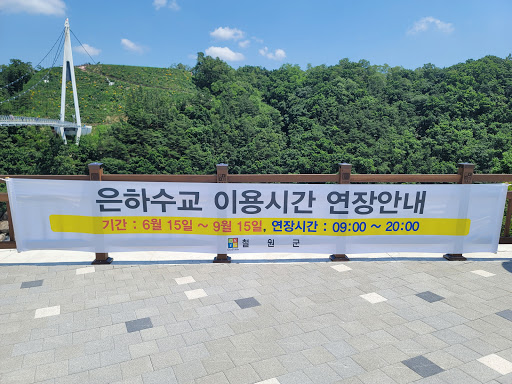 은하수교 이용시간 연장안내
기간 : 6월 15일 ~ 9월 15일, 연장시간 : 09:00 ~ 20:00
철원군